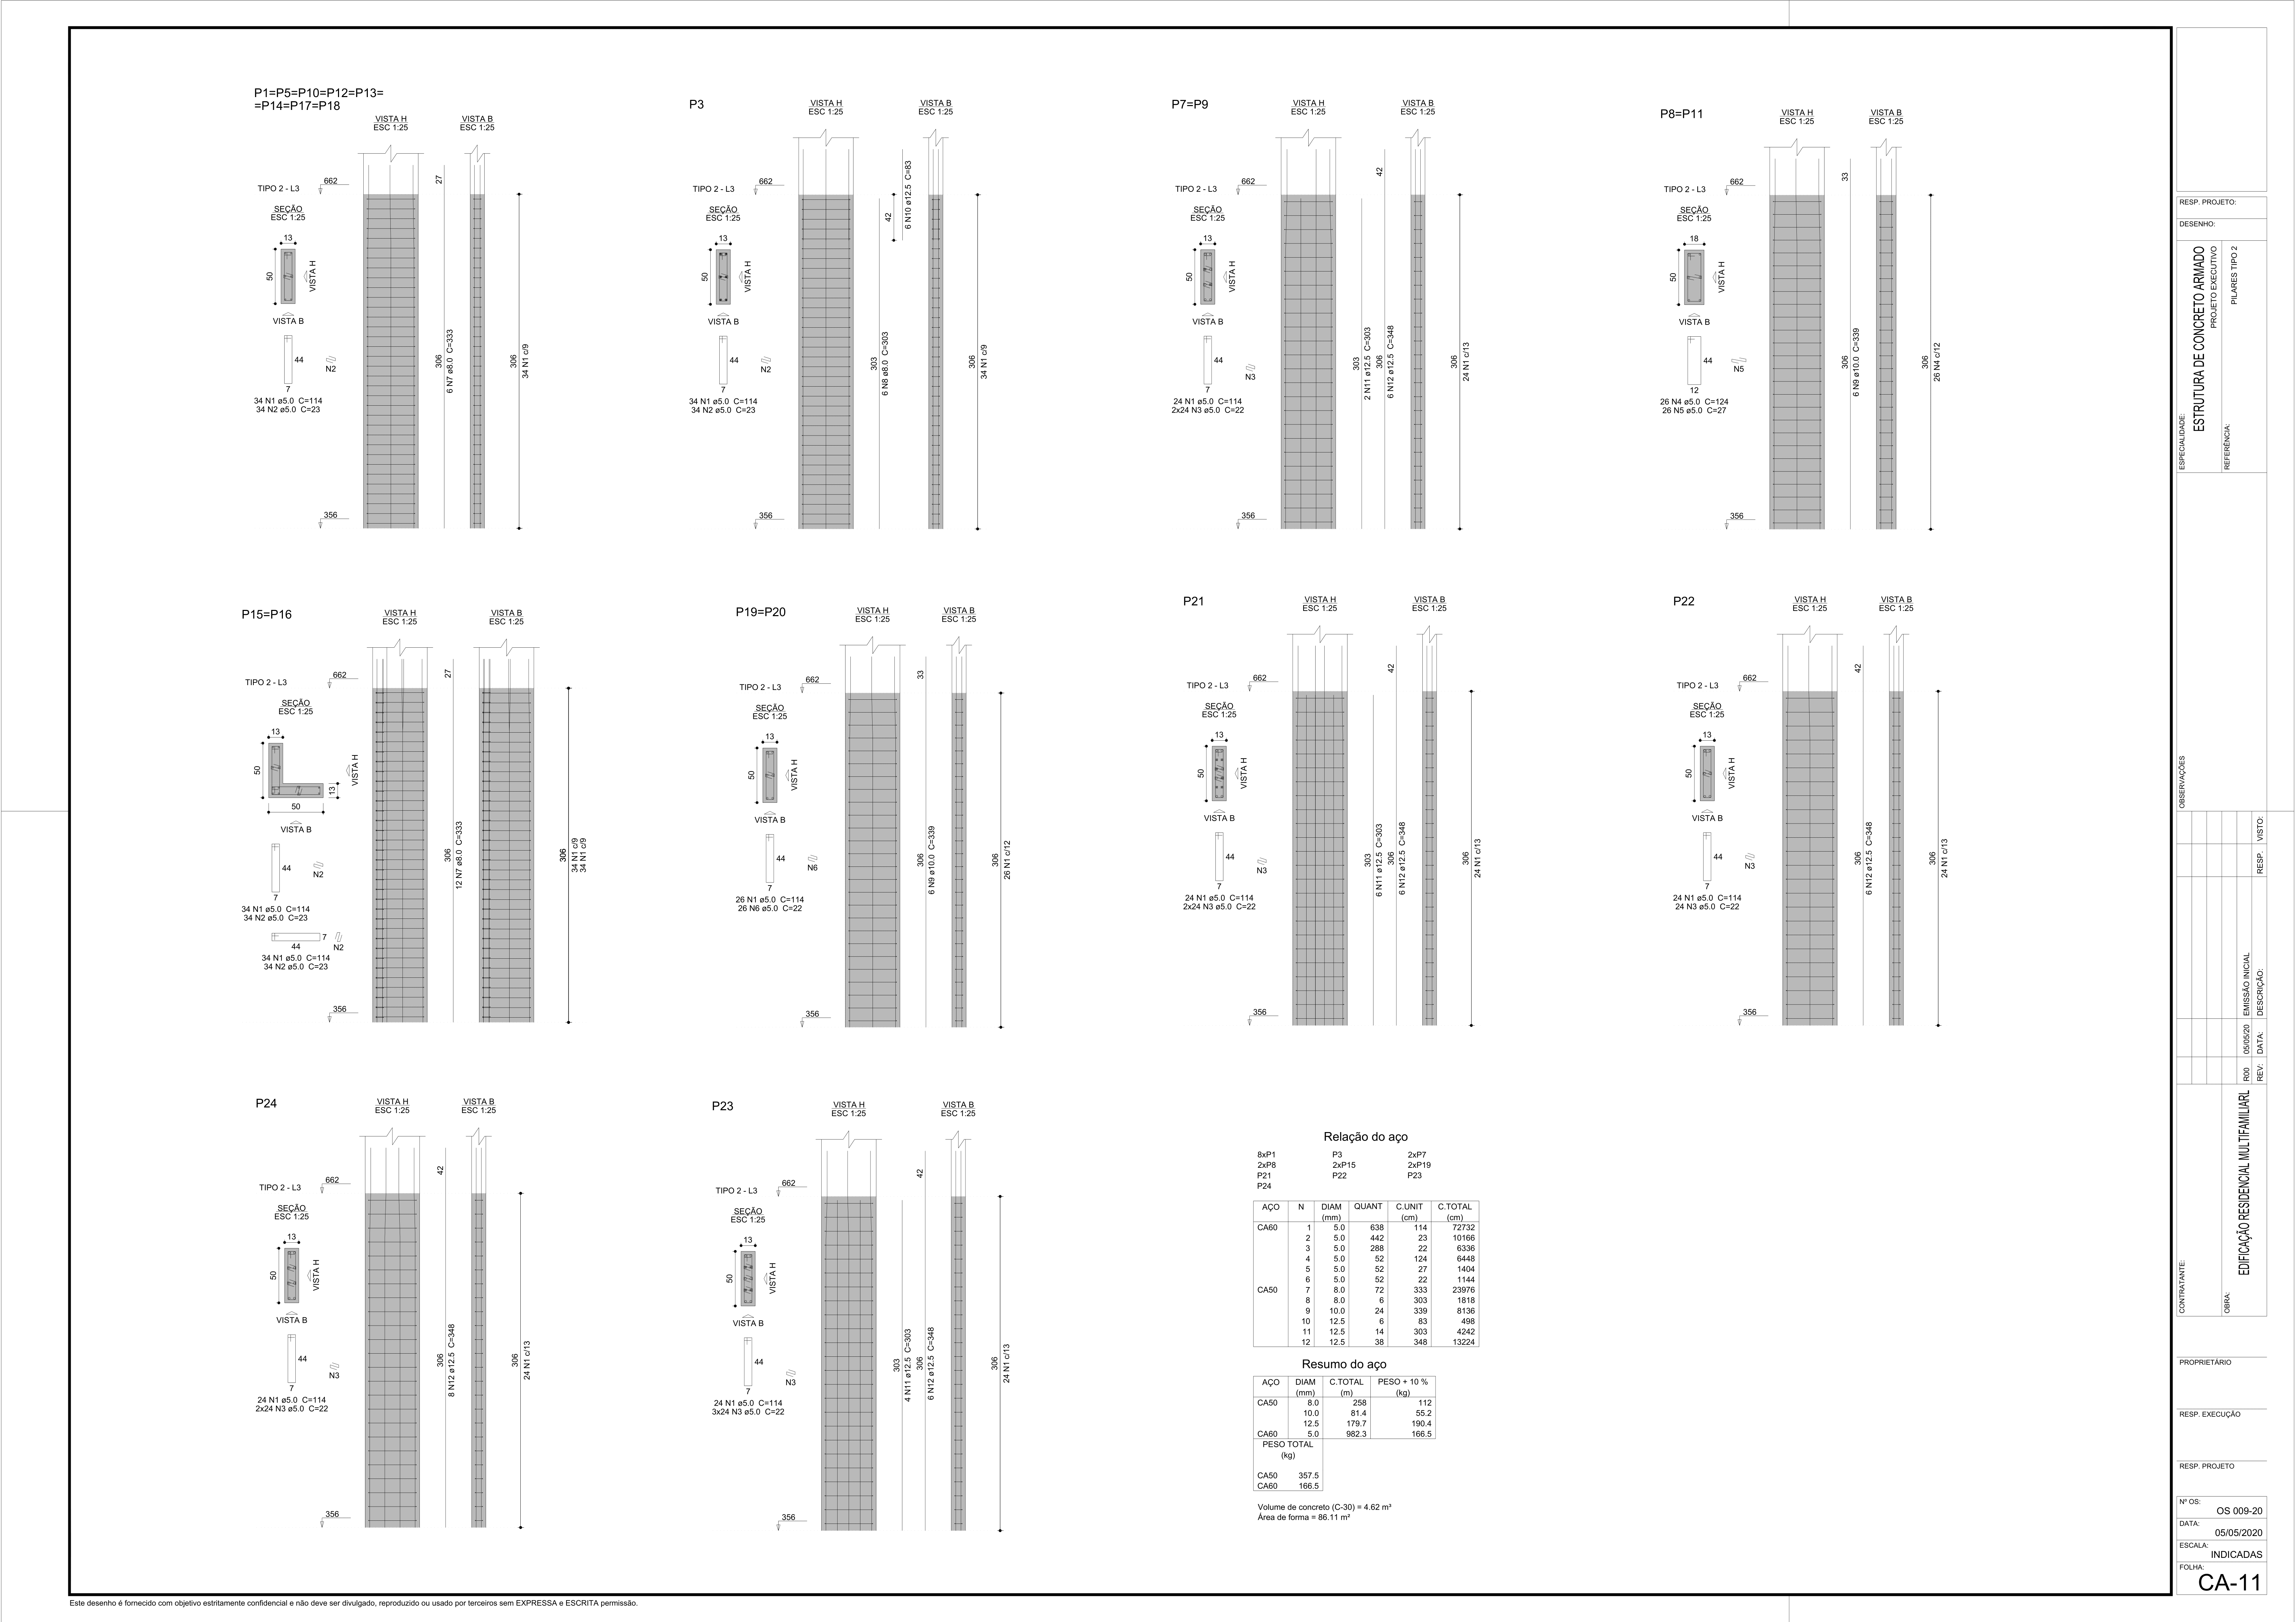 P1=P5=P10=P12=P13=
=P14=P17=P18
VISTA H
ESC 1:25
VISTA B
ESC 1:25
TIPO 2 - L3
662
SEÇÃO
ESC 1:25
13
50
VISTA H
VISTA B
44
7
N2
34 N1 ø5.0 C=114
34 N2 ø5.0 C=23
356
27
306
6 N7 ø8.0 C=333
306
34 N1 c/9
P3
VISTA H
ESC 1:25
VISTA B
ESC 1:25
TIPO 2 - L3
662
SEÇÃO
ESC 1:25
13
50
VISTA H
VISTA B
44
7
N2
34 N1 ø5.0 C=114
34 N2 ø5.0 C=23
356
42
6 N10 ø12.5 C=83
303
6 N8 ø8.0 C=303
306
34 N1 c/9
P7=P9
VISTA H
ESC 1:25
VISTA B
ESC 1:25
TIPO 2 - L3
662
SEÇÃO
ESC 1:25
13
50
VISTA H
VISTA B
44
7
N3
24 N1 ø5.0 C=114
2x24 N3 ø5.0 C=22
356
42
303
2 N11 ø12.5 C=303
306
6 N12 ø12.5 C=348
306
24 N1 c/13
P8=P11
VISTA H
ESC 1:25
VISTA B
ESC 1:25
TIPO 2 - L3
662
SEÇÃO
ESC 1:25
18
50
VISTA H
VISTA B
44
12
N5
26 N4 ø5.0 C=124
26 N5 ø5.0 C=27
356
33
306
6 N9 ø10.0 C=339
306
26 N4 c/12
P15=P16
VISTA H
ESC 1:25
VISTA B
ESC 1:25
TIPO 2 - L3
662
SEÇÃO
ESC 1:25
13
50
13
50
VISTA H
VISTA B
44
7
N2
34 N1 ø5.0 C=114
34 N2 ø5.0 C=23
7
44
N2
34 N1 ø5.0 C=114
34 N2 ø5.0 C=23
356
27
306
12 N7 ø8.0 C=333
306
34 N1 c/9
34 N1 c/9
P19=P20
VISTA H
ESC 1:25
VISTA B
ESC 1:25
TIPO 2 - L3
662
SEÇÃO
ESC 1:25
13
50
VISTA H
VISTA B
44
7
N6
26 N1 ø5.0 C=114
26 N6 ø5.0 C=22
356
33
306
6 N9 ø10.0 C=339
306
26 N1 c/12
P21
VISTA H
ESC 1:25
VISTA B
ESC 1:25
TIPO 2 - L3
662
SEÇÃO
ESC 1:25
13
50
VISTA H
VISTA B
44
7
N3
24 N1 ø5.0 C=114
2x24 N3 ø5.0 C=22
356
42
303
6 N11 ø12.5 C=303
306
6 N12 ø12.5 C=348
306
24 N1 c/13
P22
VISTA H
ESC 1:25
VISTA B
ESC 1:25
TIPO 2 - L3
662
SEÇÃO
ESC 1:25
13
50
VISTA H
VISTA B
44
7
N3
24 N1 ø5.0 C=114
24 N3 ø5.0 C=22
356
42
306
6 N12 ø12.5 C=348
306
24 N1 c/13
P24
VISTA H
ESC 1:25
VISTA B
ESC 1:25
TIPO 2 - L3
662
SEÇÃO
ESC 1:25
13
50
VISTA H
VISTA B
44
7
N3
24 N1 ø5.0 C=114
2x24 N3 ø5.0 C=22
356
42
306
8 N12 ø12.5 C=348
306
24 N1 c/13
P23
VISTA H
ESC 1:25
VISTA B
ESC 1:25
TIPO 2 - L3
662
SEÇÃO
ESC 1:25
13
50
VISTA H
VISTA B
44
7
N3
24 N1 ø5.0 C=114
3x24 N3 ø5.0 C=22
356
42
303
4 N11 ø12.5 C=303
306
6 N12 ø12.5 C=348
306
24 N1 c/13
Relação do aço
8xP1 P3 2xP7
2xP8 2xP15 2xP19
P21 P22 P23
P24
AÇO N DIAM QUANT C.UNIT C.TOTAL
(mm) (cm) (cm)
CA60 1 5.0 638 114 72732
2 5.0 442 23 10166
3 5.0 288 22 6336
4 5.0 52 124 6448
5 5.0 52 27 1404
6 5.0 52 22 1144
CA50 7 8.0 72 333 23976
8 8.0 6 303 1818
9 10.0 24 339 8136
10 12.5 6 83 498
11 12.5 14 303 4242
12 12.5 38 348 13224
Resumo do aço
AÇO DIAM C.TOTAL PESO + 10 %
(mm) (m) (kg)
CA50 8.0 258 112
10.0 81.4 55.2
12.5 179.7 190.4
CA60 5.0 982.3 166.5
PESO TOTAL
(kg)
CA50 357.5
CA60 166.5
Volume de concreto (C-30) = 4.62 m³
Área de forma = 86.11 m²
RESP. PROJETO:
DESENHO:
ESPECIALIDADE:
ESTRUTURA DE CONCRETO ARMADO
PROJETO EXECUTIVO
REFERÊNCIA:
PILARES TIPO 2
OBSERVAÇÕES
R00 05/05/20 EMISSÃO INICIAL
REV: DATA: DESCRIÇÃO: RESP. VISTO:
CONTRATANTE:
OBRA:
EDIFICAÇÃO RESIDENCIAL MULTIFAMILIARL
PROPRIETÁRIO
RESP. EXECUÇÃO
RESP. PROJETO
Nº OS:
OS 009-20
DATA:
05/05/2020
ESCALA:
INDICADAS
FOLHA:
CA-11
Este desenho é fornecido com objetivo estritamente confidencial e não deve ser divulgado, reproduzido ou usado por terceiros sem EXPRESSA e ESCRITA permissão.